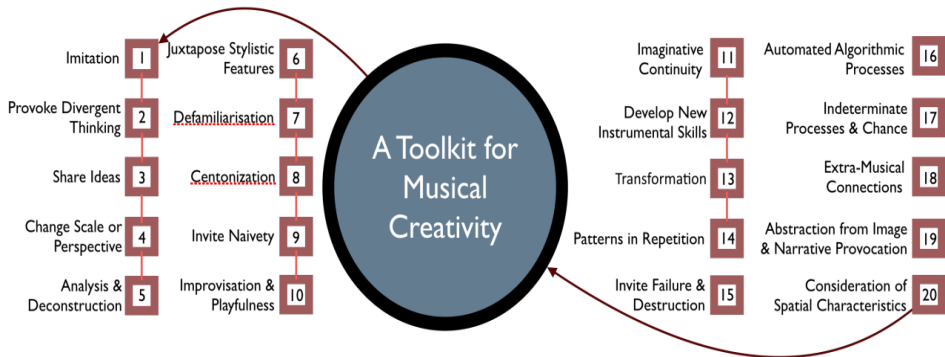 Imitation
1
Provoke Divergent
Thinking
2
Share Ideas
3
Change Scale or
Perspective
4
Analysis &
Deconstruction
5
Juxtapose Stylistic
Features
6
Defamiliarisation
7
Centonization
8
Invite Naivety
9
Improvisation &
Playfulness
10
A Toolkit for
Musical
Creativity
Imaginative
Continuity
11
Develop New
Instrumental Skills
12
Transformation
13
Patterns in Repetition
14
Invite Failure &
Destruction
15
Automated Algorithmic
Processes
16
Indeterminate
Processes & Chance
17
Extra-Musical
Connections
18
Abstraction from Image
& Narrative Provocation
19
Consideration of
Spatial Characteristics
20